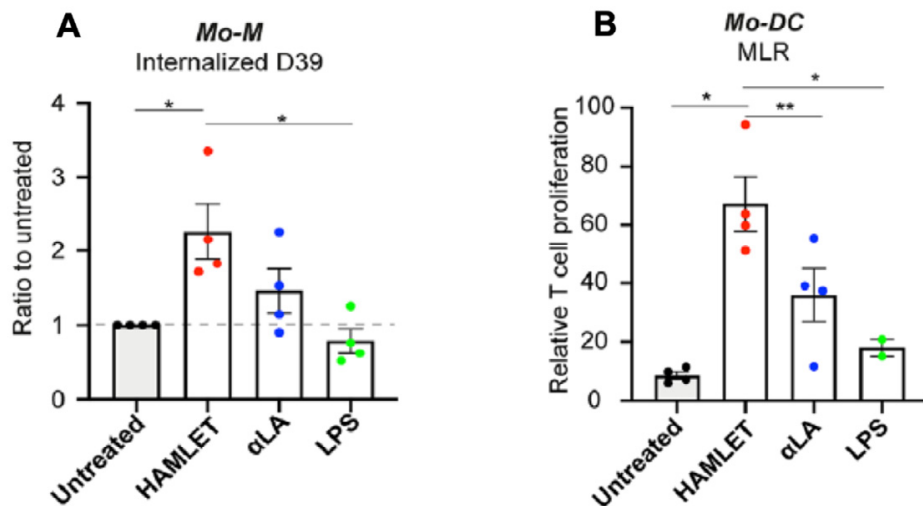 A
Mo-M
Internalized D39
Ratio to untreated
4
3
2
1
0
*
*
Untreated
HAMLET
αLA
LPS
B
Mo-DC
MLR
Relative T cell proliferation
100
80
60
40
20
0
*
**
*
Untreated
HAMLET
αLA
LPS